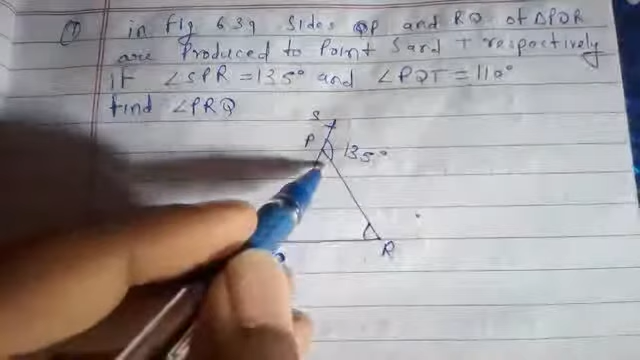 ① in Fig 6.39 Sides QP and RQ of ΔPQR
are Produced to Point S and T respectively
if ∠SPR = 135° and ∠PQT = 110°
find ∠PRQ
S
P 135°
R